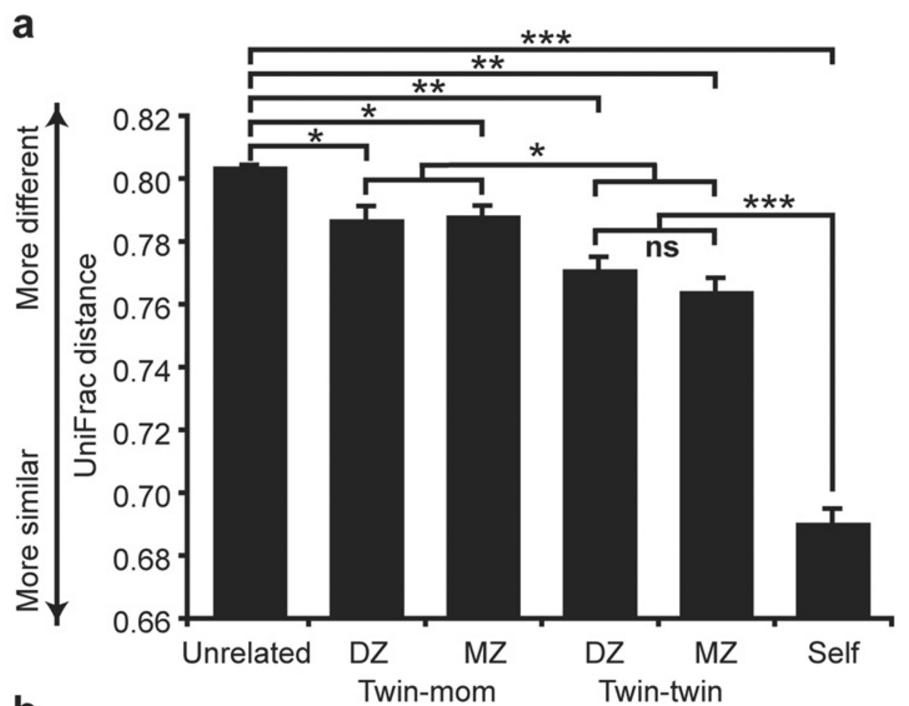 a
***
**
**
*
*
*
***
ns
More different
More similar
UniFrac distance
0.82
0.80
0.78
0.76
0.74
0.72
0.70
0.68
0.66
Unrelated DZ MZ DZ MZ Self
Twin-mom Twin-twin